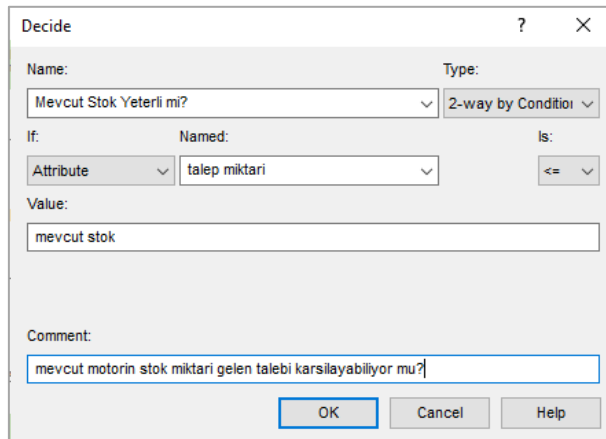 Decide ?
Name: Type:
Mevcut Stok Yeterli mi? 2-way by Condition
If: Named: Is:
Attribute talep miktari <=
Value:
mevcut stok
Comment:
mevcut motorin stok miktari gelen talebi karsilayabiliyor mu?
OK Cancel Help